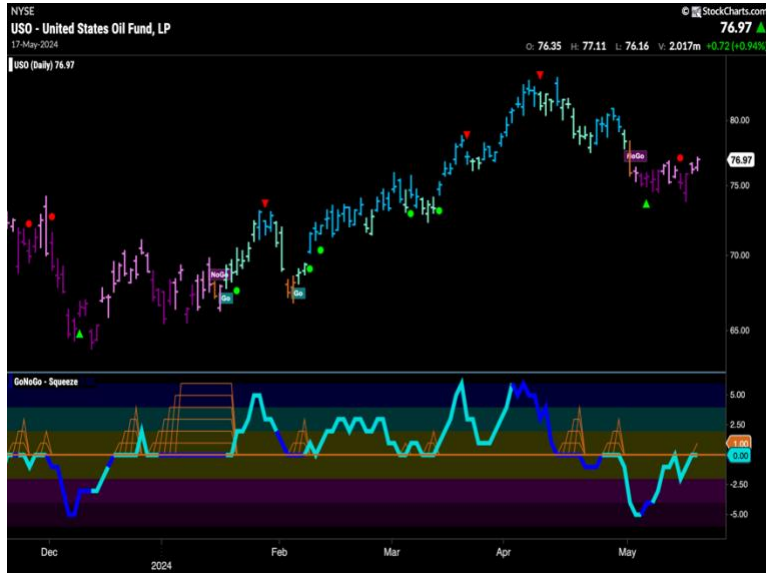 NYSE
© StockCharts.com
USO - United States Oil Fund, LP
76.97
17-May-2024
O: 76.35 H: 77.11 L: 76.16 V: 2.017m +0.72 (+0.94%)
USO (Daily) 76.97
80.00
NoGo
76.97
75.00
70.00
NoGo
Go
Go
65.00
GoNoGo - Squeeze
5.00
2.50
1.00
0.00
-2.50
-5.00
Dec
Feb
Mar
Apr
May
2024